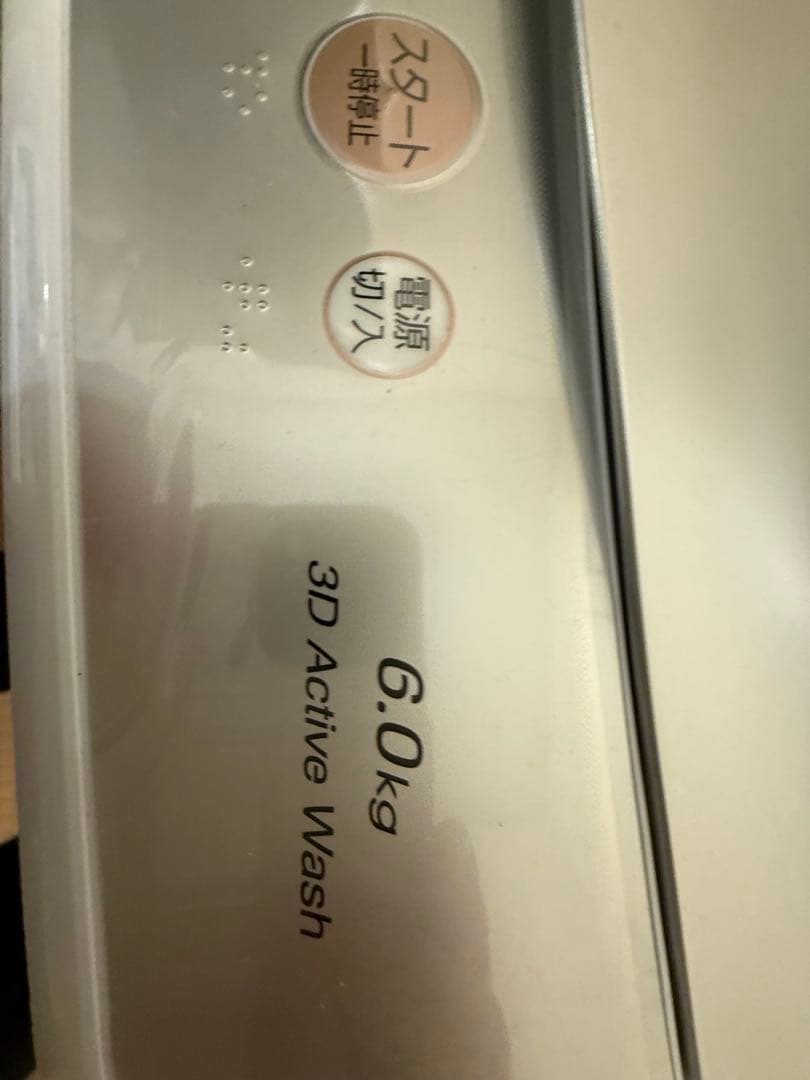 スタート
一時停止
電源
切/入
6.0kg
3D Active Wash